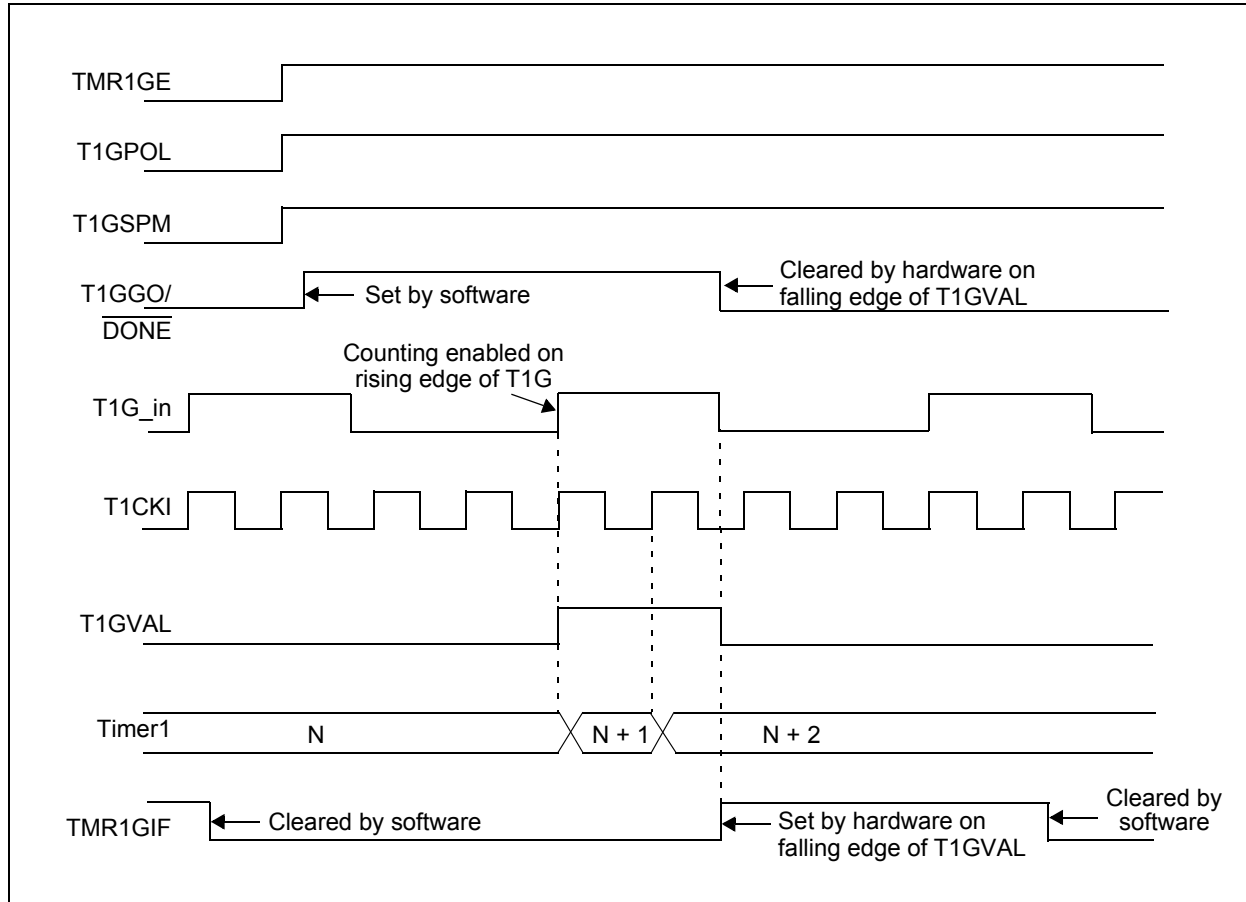 TMR1GE
T1GPOL
T1GSPM
T1GGO/
DONE
Set by software
Cleared by hardware on
falling edge of T1GVAL
Counting enabled on
rising edge of T1G
T1G_in
T1CKI
T1GVAL
Timer1
N
N + 1
N + 2
TMR1GIF
Cleared by software
Set by hardware on
falling edge of T1GVAL
Cleared by
software